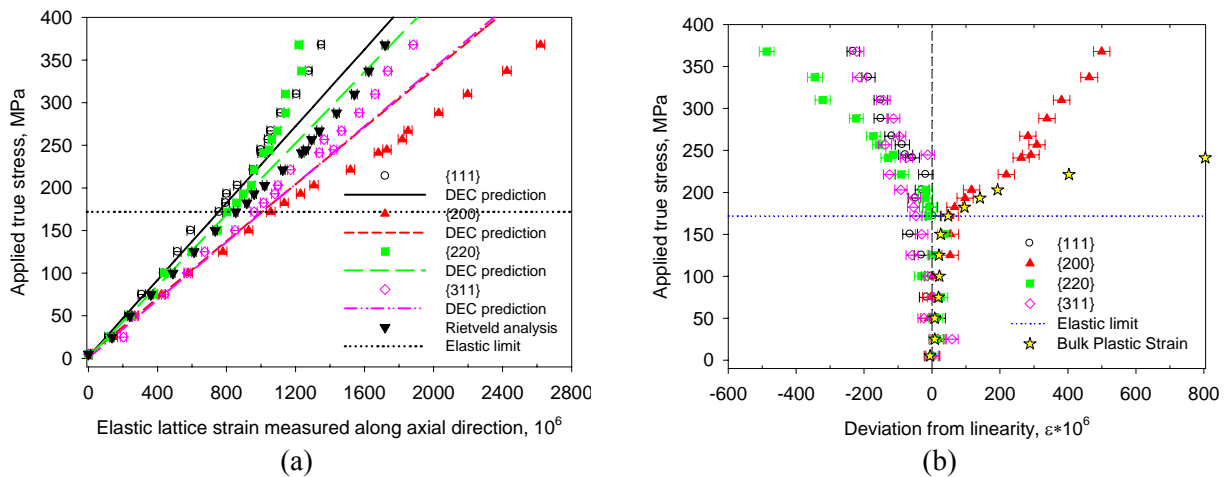 400
350
300
250
200
150
100
50
0
Applied true stress, MPa
{111}
DEC prediction
{200}
DEC prediction
{220}
DEC prediction
{311}
DEC prediction
Rietveld analysis
Elastic limit
0 400 800 1200 1600 2000 2400 2800
Elastic lattice strain measured along axial direction, 10⁶
(a)
400
350
300
250
200
150
100
50
0
Applied true stress, MPa
{111}
{200}
{220}
{311}
Elastic limit
Bulk Plastic Strain
-600 -400 -200 0 200 400 600 800
Deviation from linearity, ε*10⁶
(b)